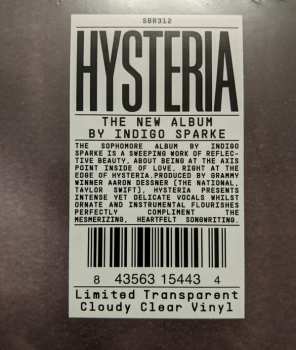 SBR312
HYSTERIA
THE NEW ALBUM
BY INDIGO SPARKE
THE SOPHOMORE ALBUM BY INDIGO
SPARKE IS A SWEEPING WORK OF REFLEC-
TIVE BEAUTY, ABOUT BEING AT THE AXIS
POINT INSIDE OF LOVE, RIGHT AT THE
EDGE OF HYSTERIA.PRODUCED BY GRAMMY
WINNER AARON DESSNER (THE NATIONAL,
TAYLOR SWIFT), HYSTERIA PRESENTS
INTENSE YET DELICATE VOCALS WHILST
ORNATE AND INSTRUMENTAL FLOURISHES
PERFECTLY COMPLIMENT THE
MESMERIZING, HEARTFELT SONGWRITING.
8 43563 15443 4
Limited Transparent
Cloudy Clear Vinyl